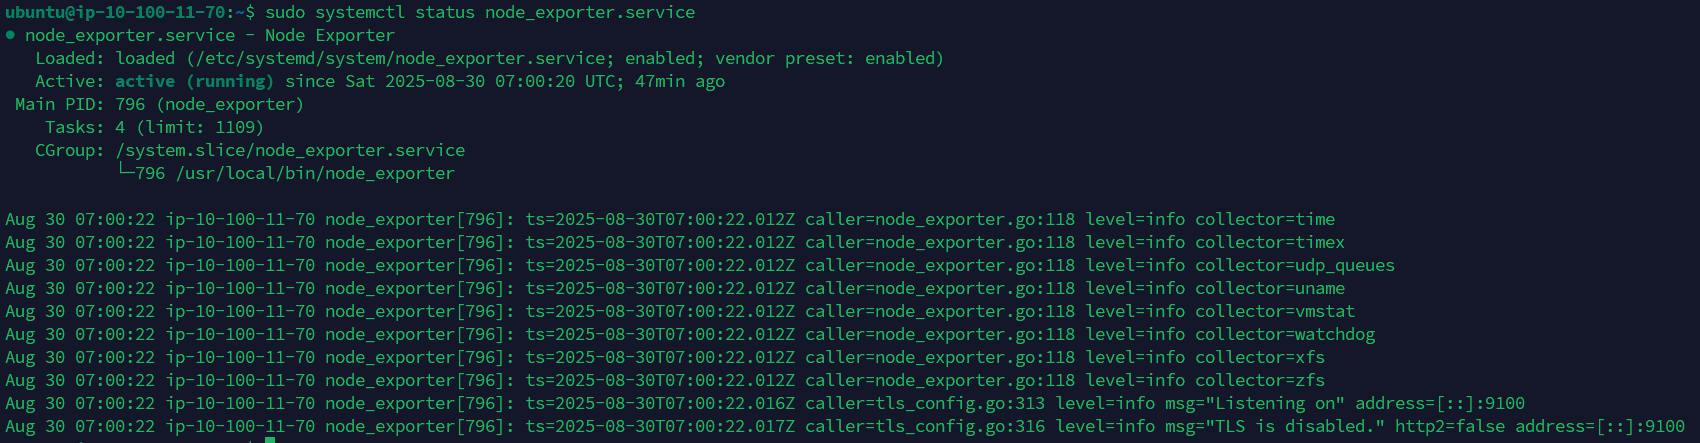 ubuntu@ip-10-100-11-70:~$ sudo systemctl status node_exporter.service
● node_exporter.service - Node Exporter
   Loaded: loaded (/etc/systemd/system/node_exporter.service; enabled; vendor preset: enabled)
   Active: active (running) since Sat 2025-08-30 07:00:20 UTC; 47min ago
 Main PID: 796 (node_exporter)
    Tasks: 4 (limit: 1109)
   CGroup: /system.slice/node_exporter.service
           └─796 /usr/local/bin/node_exporter

Aug 30 07:00:22 ip-10-100-11-70 node_exporter[796]: ts=2025-08-30T07:00:22.012Z caller=node_exporter.go:118 level=info collector=time
Aug 30 07:00:22 ip-10-100-11-70 node_exporter[796]: ts=2025-08-30T07:00:22.012Z caller=node_exporter.go:118 level=info collector=timex
Aug 30 07:00:22 ip-10-100-11-70 node_exporter[796]: ts=2025-08-30T07:00:22.012Z caller=node_exporter.go:118 level=info collector=udp_queues
Aug 30 07:00:22 ip-10-100-11-70 node_exporter[796]: ts=2025-08-30T07:00:22.012Z caller=node_exporter.go:118 level=info collector=uname
Aug 30 07:00:22 ip-10-100-11-70 node_exporter[796]: ts=2025-08-30T07:00:22.012Z caller=node_exporter.go:118 level=info collector=vmstat
Aug 30 07:00:22 ip-10-100-11-70 node_exporter[796]: ts=2025-08-30T07:00:22.012Z caller=node_exporter.go:118 level=info collector=watchdog
Aug 30 07:00:22 ip-10-100-11-70 node_exporter[796]: ts=2025-08-30T07:00:22.012Z caller=node_exporter.go:118 level=info collector=xfs
Aug 30 07:00:22 ip-10-100-11-70 node_exporter[796]: ts=2025-08-30T07:00:22.012Z caller=node_exporter.go:118 level=info collector=zfs
Aug 30 07:00:22 ip-10-100-11-70 node_exporter[796]: ts=2025-08-30T07:00:22.016Z caller=tls_config.go:313 level=info msg="Listening on" address=[::]:9100
Aug 30 07:00:22 ip-10-100-11-70 node_exporter[796]: ts=2025-08-30T07:00:22.017Z caller=tls_config.go:316 level=info msg="TLS is disabled." http2=false address=[::]:9100